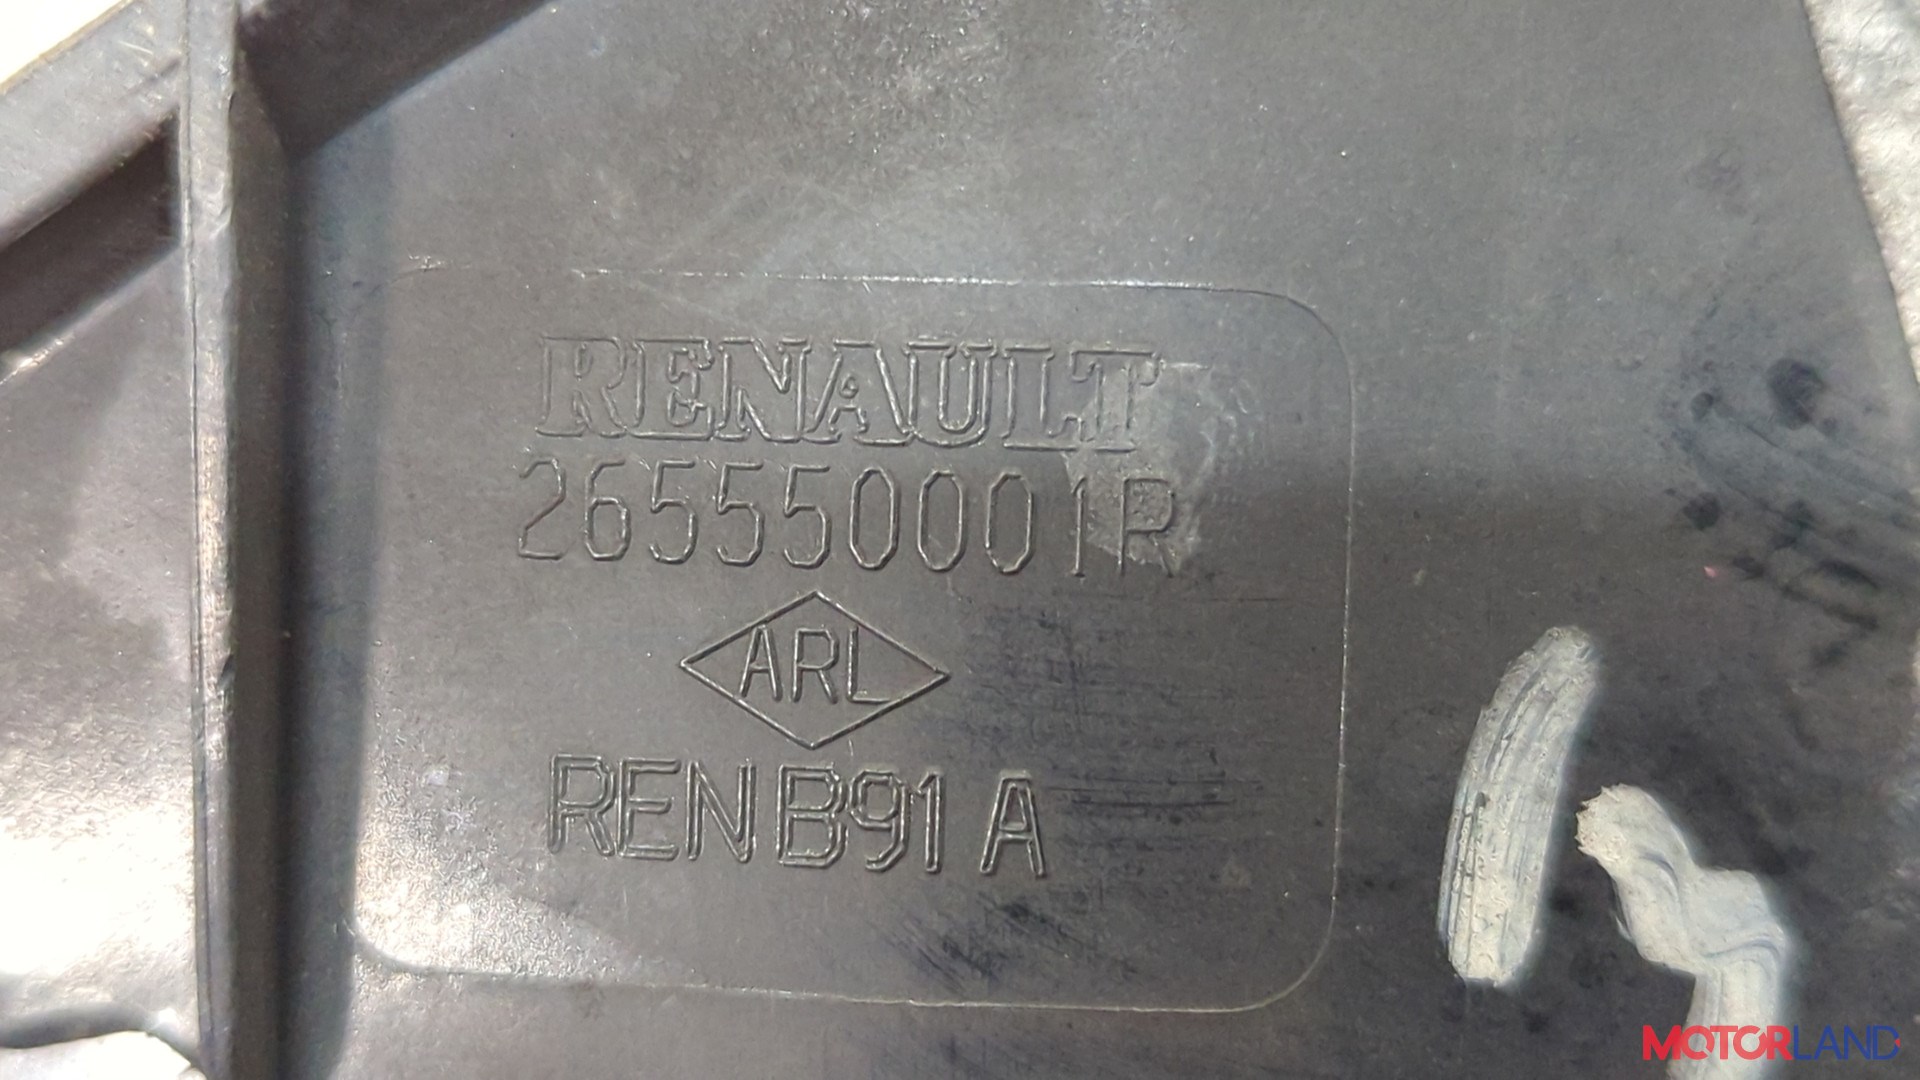 RENAULT
265550001R
ARL
REN B91 A
MOTORLAND